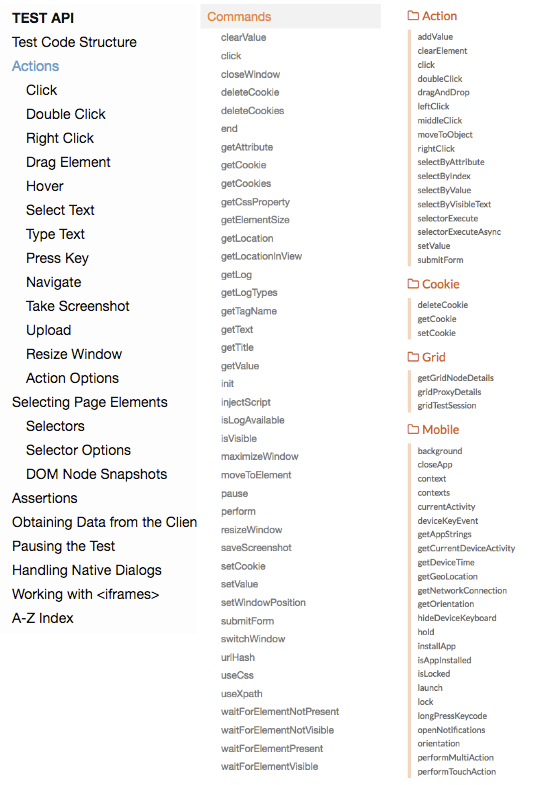 TEST API
Test Code Structure
Actions
Click
Double Click
Right Click
Drag Element
Hover
Select Text
Type Text
Press Key
Navigate
Take Screenshot
Upload
Resize Window
Action Options
Selecting Page Elements
Selectors
Selector Options
DOM Node Snapshots
Assertions
Obtaining Data from the Clien
Pausing the Test
Handling Native Dialogs
Working with <iframes>
A-Z Index
Commands
clearValue
click
closeWindow
deleteCookie
deleteCookies
end
getAttribute
getCookie
getCookies
getCssProperty
getElementSize
getLocation
getLocationInView
getLog
getLogTypes
getTagName
getText
getTitle
getValue
init
injectScript
isLogAvailable
isVisible
maximizeWindow
moveToElement
pause
perform
resizeWindow
saveScreenshot
setCookie
setValue
setWindowPosition
submitForm
switchWindow
urlHash
useCss
useXpath
waitForElementNotPresent
waitForElementNotVisible
waitForElementPresent
waitForElementVisible
Action
addValue
clearElement
click
doubleClick
dragAndDrop
leftClick
middleClick
moveToObject
rightClick
selectByAttribute
selectByIndex
selectByValue
selectByVisibleText
selectorExecute
selectorExecuteAsync
setValue
submitForm
Cookie
deleteCookie
getCookie
setCookie
Grid
getGridNodeDetails
gridProxyDetails
gridTestSession
Mobile
background
closeApp
context
contexts
currentActivity
deviceKeyEvent
getAppStrings
getCurrentDeviceActivity
getDeviceTime
getGeoLocation
getNetworkConnection
getOrientation
hideDeviceKeyboard
hold
installApp
isAppInstalled
isLocked
launch
lock
longPressKeycode
openNotifications
orientation
performMultiAction
performTouchAction